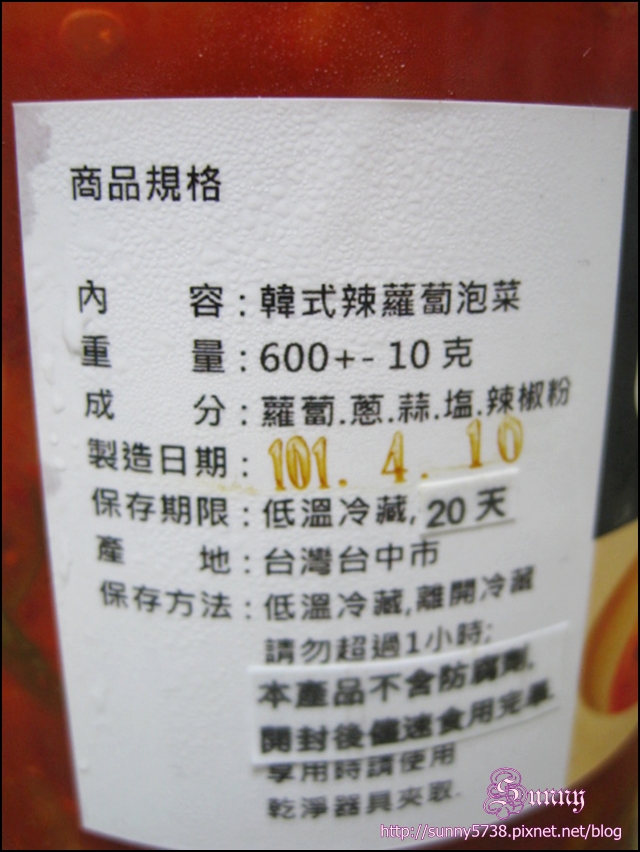 商品規格
內 容：韓式辣蘿蔔泡菜
重 量：600+-10克
成 分：蘿蔔.蔥.蒜.塩.辣椒粉
製造日期：101. 4. 10
保存期限：低溫冷藏,20天
產 地：台灣台中市
保存方法：低溫冷藏,離開冷藏
請勿超過1小時;
本產品不含防腐劑.
開封後儘速食用完畢.
享用時請使用
乾淨器具夾取.
Sunny
http://sunny5738.pixnet.net/blog